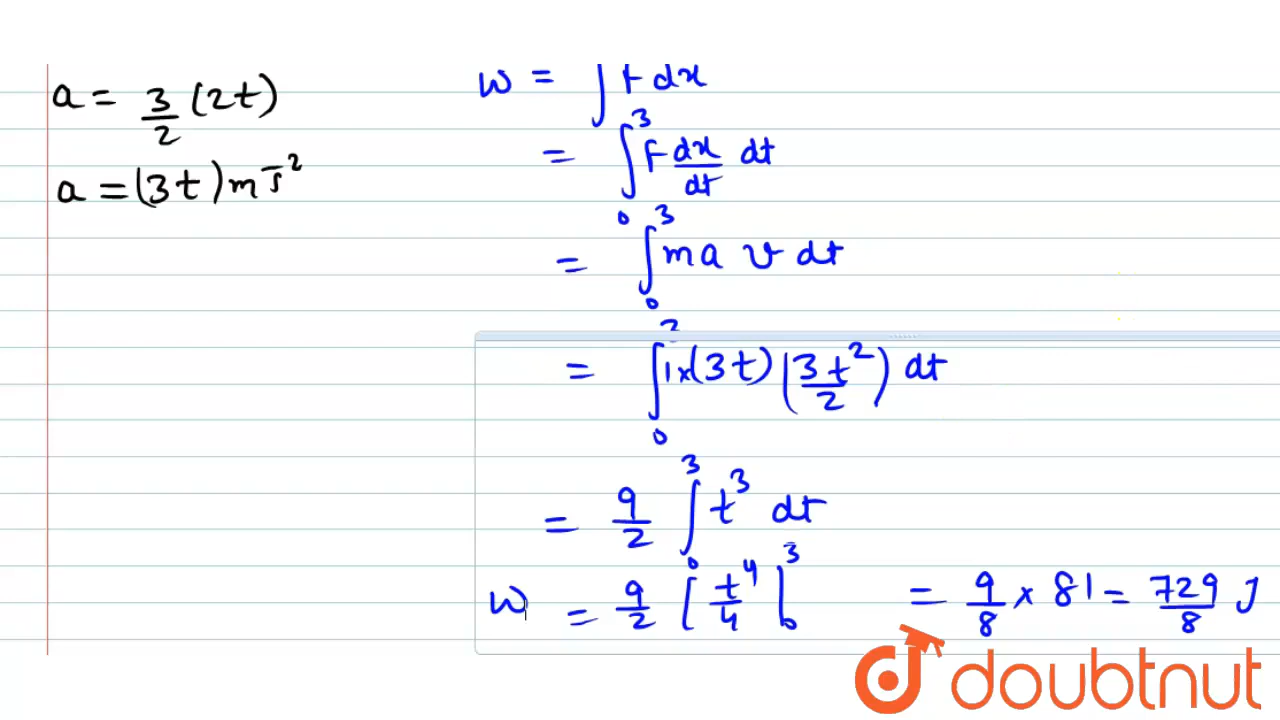 a = 3/2 (2t)
a = (3t) m s⁻²
W = ∫ F dx
= ∫₀³ F dx/dt dt
= ∫₀³ m a v dt
= ∫₀³ 1×(3t) (3t²/2) dt
= 9/2 ∫₀³ t³ dt
W = 9/2 [t⁴/4]₀³ = 9/8 × 81 = 729/8 J
doubtnut